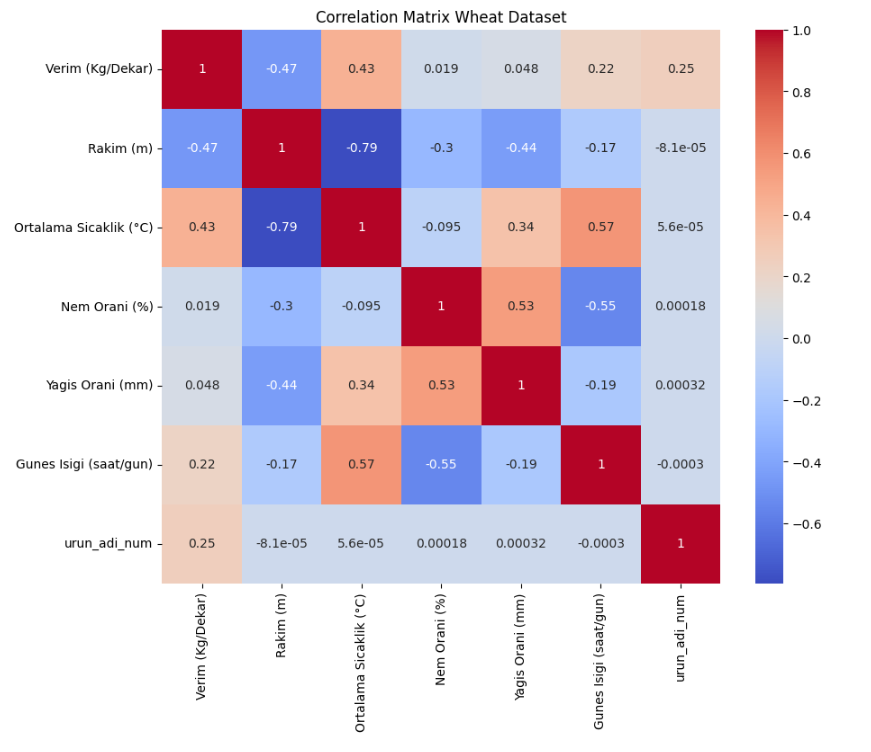 Correlation Matrix Wheat Dataset
Verim (Kg/Dekar) 1 -0.47 0.43 0.019 0.048 0.22 0.25
Rakim (m) -0.47 1 -0.79 -0.3 -0.44 -0.17 -8.1e-05
Ortalama Sicaklik (°C) 0.43 -0.79 1 -0.095 0.34 0.57 5.6e-05
Nem Orani (%) 0.019 -0.3 -0.095 1 0.53 -0.55 0.00018
Yagis Orani (mm) 0.048 -0.44 0.34 0.53 1 -0.19 0.00032
Gunes Isigi (saat/gun) 0.22 -0.17 0.57 -0.55 -0.19 1 -0.0003
urun_adi_num 0.25 -8.1e-05 5.6e-05 0.00018 0.00032 -0.0003 1
Verim (Kg/Dekar)
Rakim (m)
Ortalama Sicaklik (°C)
Nem Orani (%)
Yagis Orani (mm)
Gunes Isigi (saat/gun)
urun_adi_num
1.0
0.8
0.6
0.4
0.2
0.0
−0.2
−0.4
−0.6